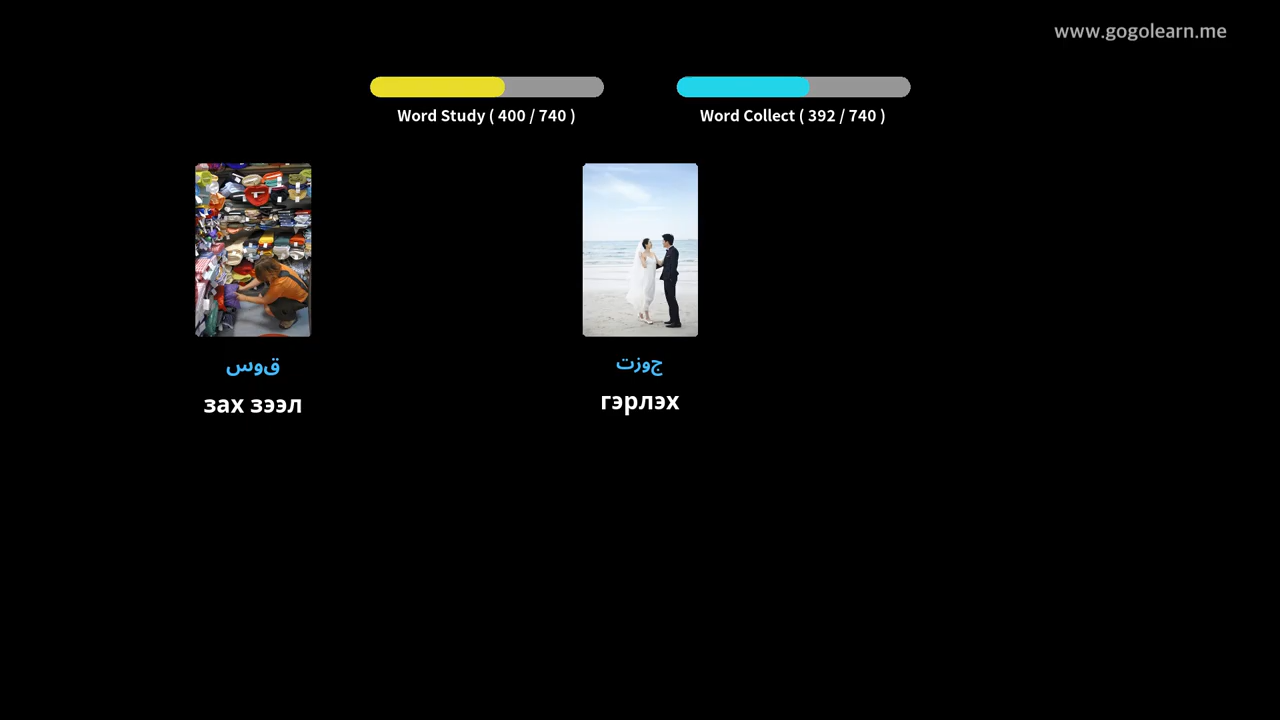 www.gogolearn.me
Word Study ( 400 / 740 )
Word Collect ( 392 / 740 )
قوس
зах зээл
جوزت
гэрлэх